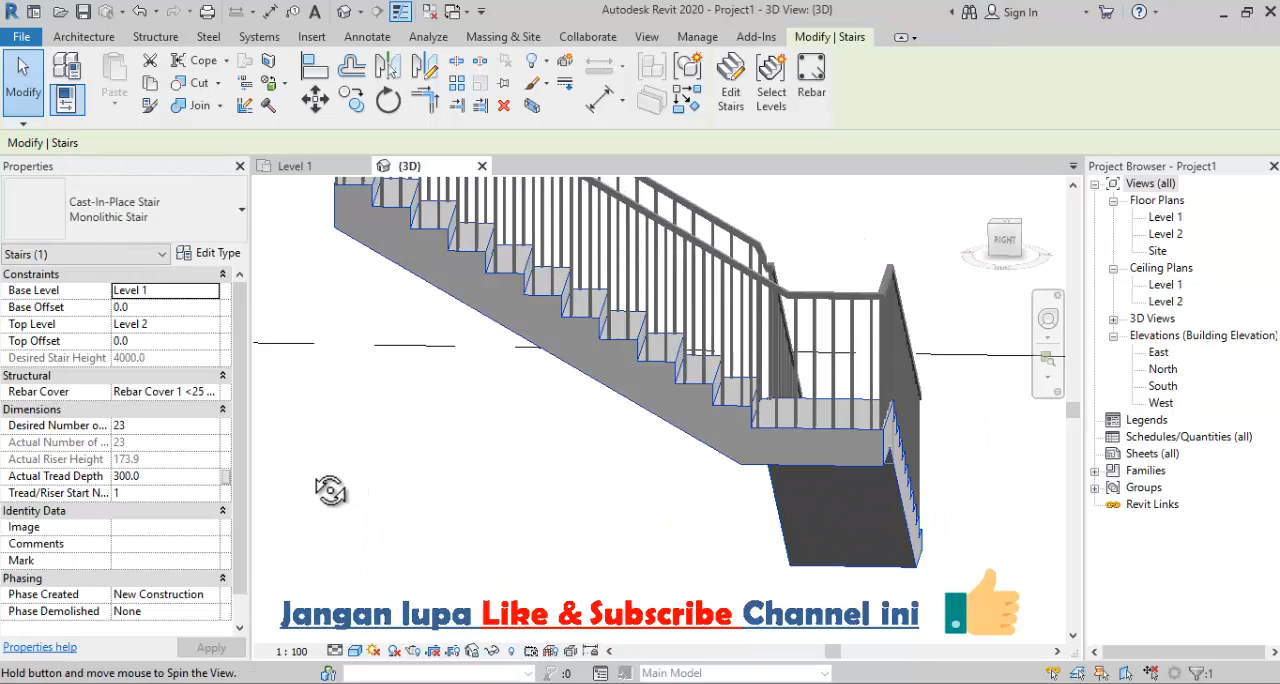 Autodesk Revit 2020 - Project1 - 3D View: {3D}
Sign In
File Architecture Structure Steel Systems Insert Annotate Analyze Massing & Site Collaborate View Manage Add-Ins Modify | Stairs
Modify
Paste
Cope
Cut
Join
Edit Stairs
Select Levels
Rebar
Modify | Stairs
Properties
Cast-In-Place Stair
Monolithic Stair
Stairs (1) Edit Type
Constraints
Base Level Level 1
Base Offset 0.0
Top Level Level 2
Top Offset 0.0
Desired Stair Height 4000.0
Structural
Rebar Cover Rebar Cover 1 <25 ...
Dimensions
Desired Number o... 23
Actual Number of ... 23
Actual Riser Height 173.9
Actual Tread Depth 300.0
Tread/Riser Start N... 1
Identity Data
Image
Comments
Mark
Phasing
Phase Created New Construction
Phase Demolished None
Properties help Apply
Level 1
{3D}
RIGHT
Jangan lupa Like & Subscribe Channel ini
1 : 100
Project Browser - Project1
Views (all)
Floor Plans
Level 1
Level 2
Site
Ceiling Plans
Level 1
Level 2
3D Views
Elevations (Building Elevation)
East
North
South
West
Legends
Schedules/Quantities (all)
Sheets (all)
Families
Groups
Revit Links
Hold button and move mouse to Spin the View.
:0
Main Model
:1